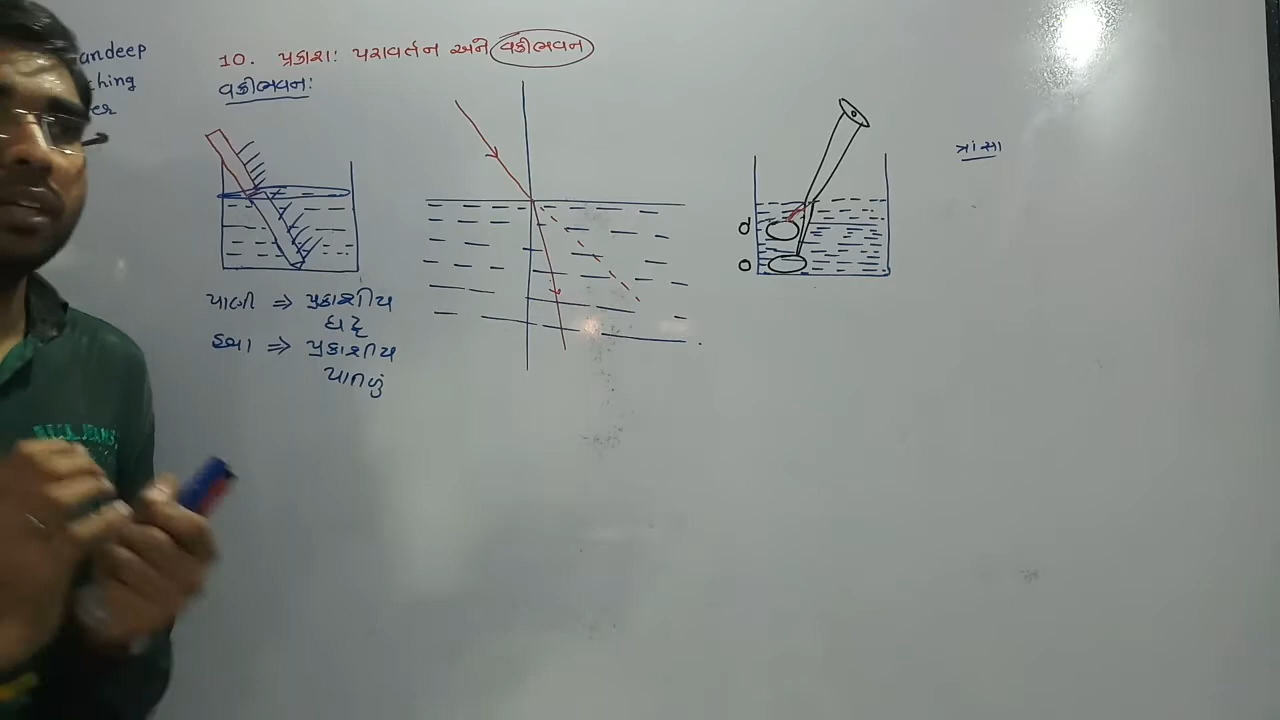 andeep
ching
er
10. પ્રકાશ: પરાવર્તન અને વક્રીભવન
વક્રીભવન:
ત્રાંસા
d
o
પાણી ⇒ પ્રકાશીય
ઘટ્ટ
હવા ⇒ પ્રકાશીય
પાતળું